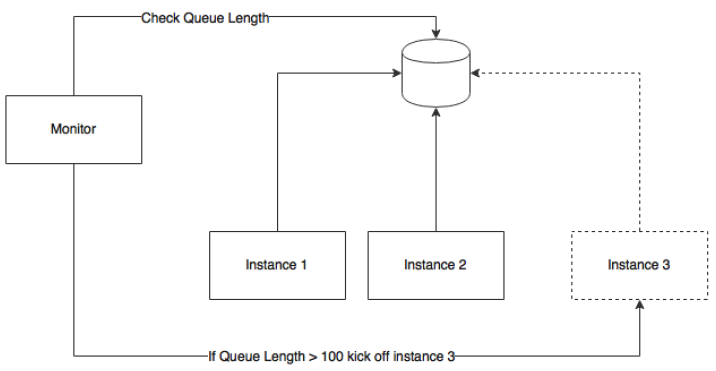 Check Queue Length
Monitor
Instance 1
Instance 2
Instance 3
If Queue Length > 100 kick off instance 3